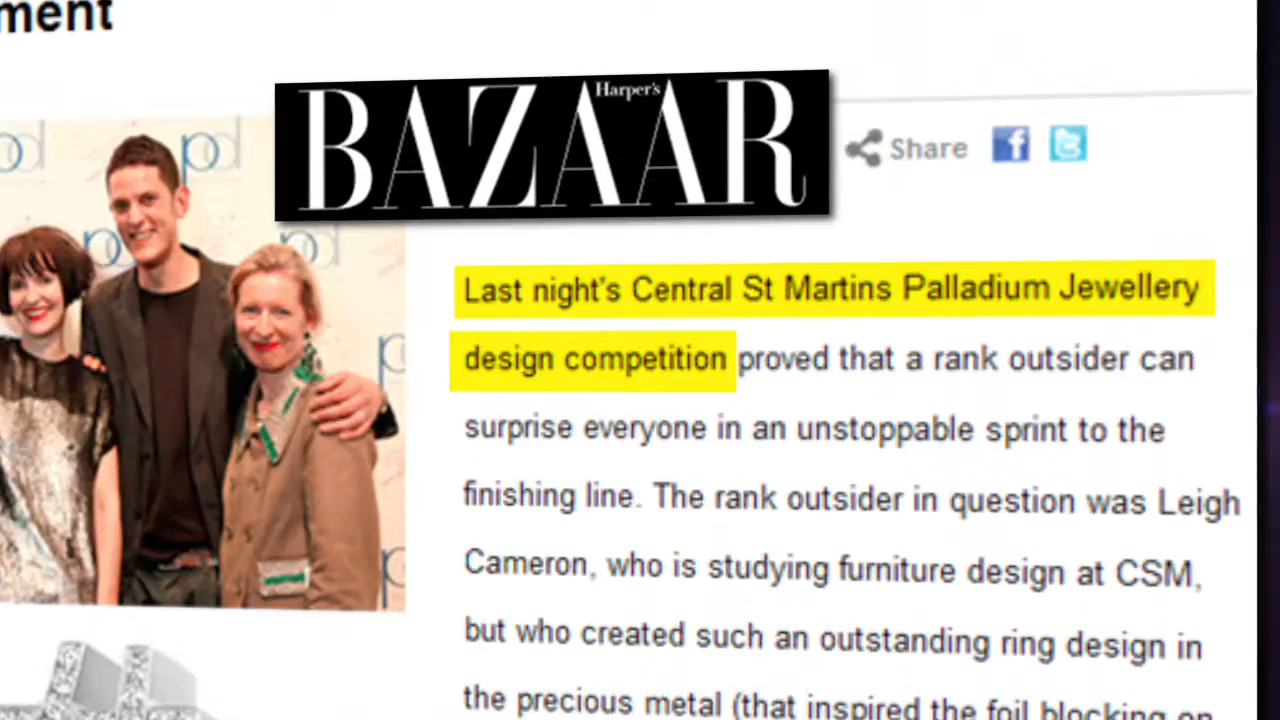 ment
Harper's
BAZAAR
Share
pd
pd
pd
Last night's Central St Martins Palladium Jewellery
design competition proved that a rank outsider can
surprise everyone in an unstoppable sprint to the
finishing line. The rank outsider in question was Leigh
Cameron, who is studying furniture design at CSM,
but who created such an outstanding ring design in
the precious metal (that inspired the foil blocking on